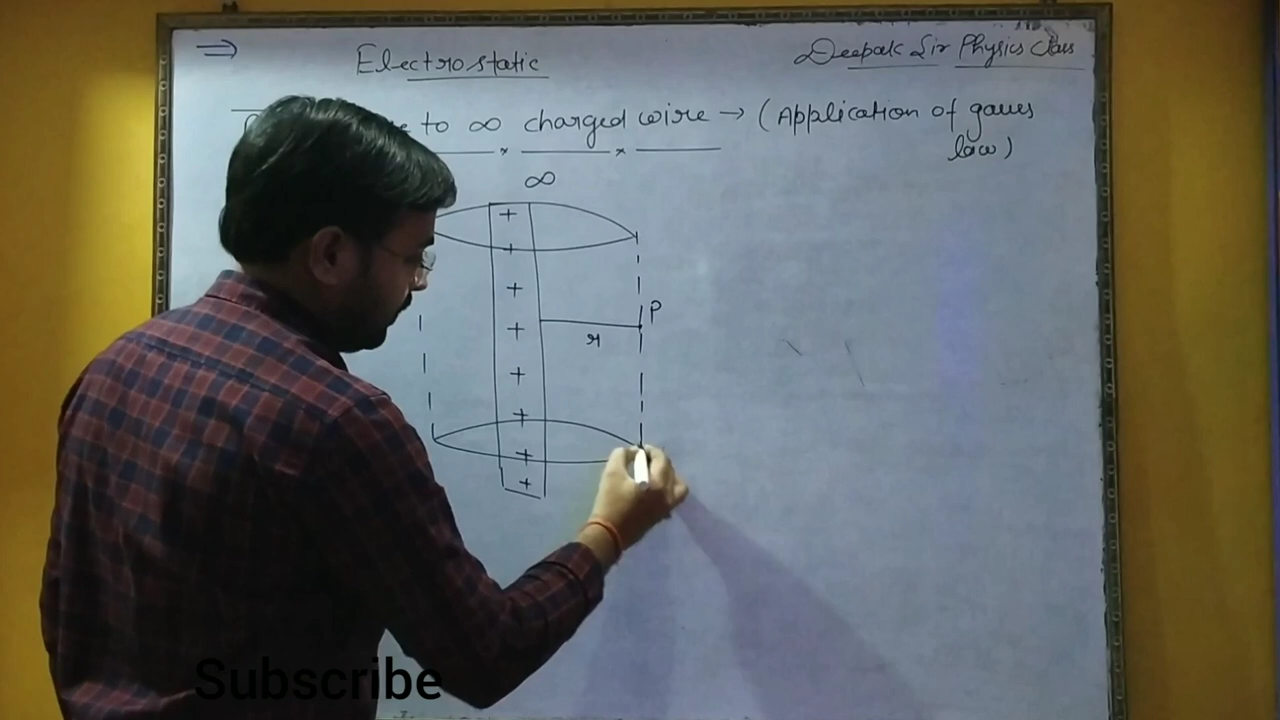 ⇒ Electrostatic
Deepak Sir Physics Class
to ∞ charged wire → (Application of gauss
law)
∞
+
+
+
+
+
+
+
+
P
r
Subscribe